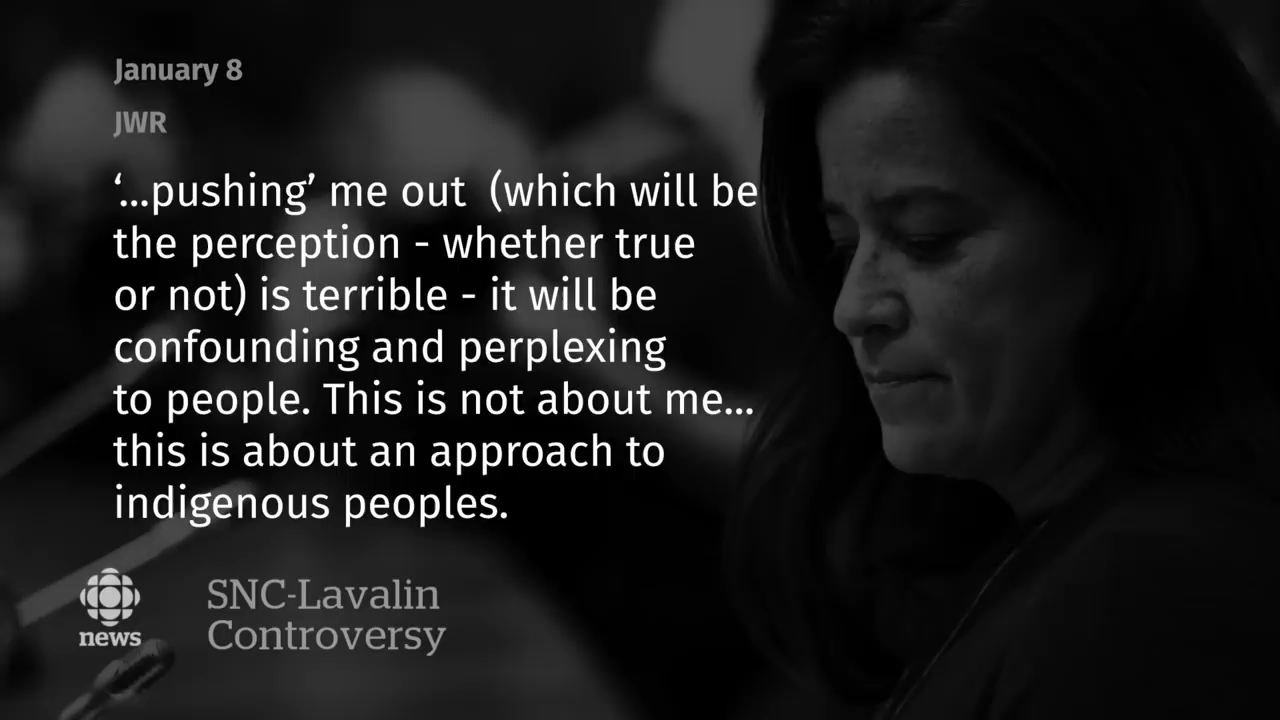 January 8
JWR
‘...pushing’ me out (which will be
the perception - whether true
or not) is terrible - it will be
confounding and perplexing
to people. This is not about me...
this is about an approach to
indigenous peoples.
SNC-Lavalin
Controversy
news